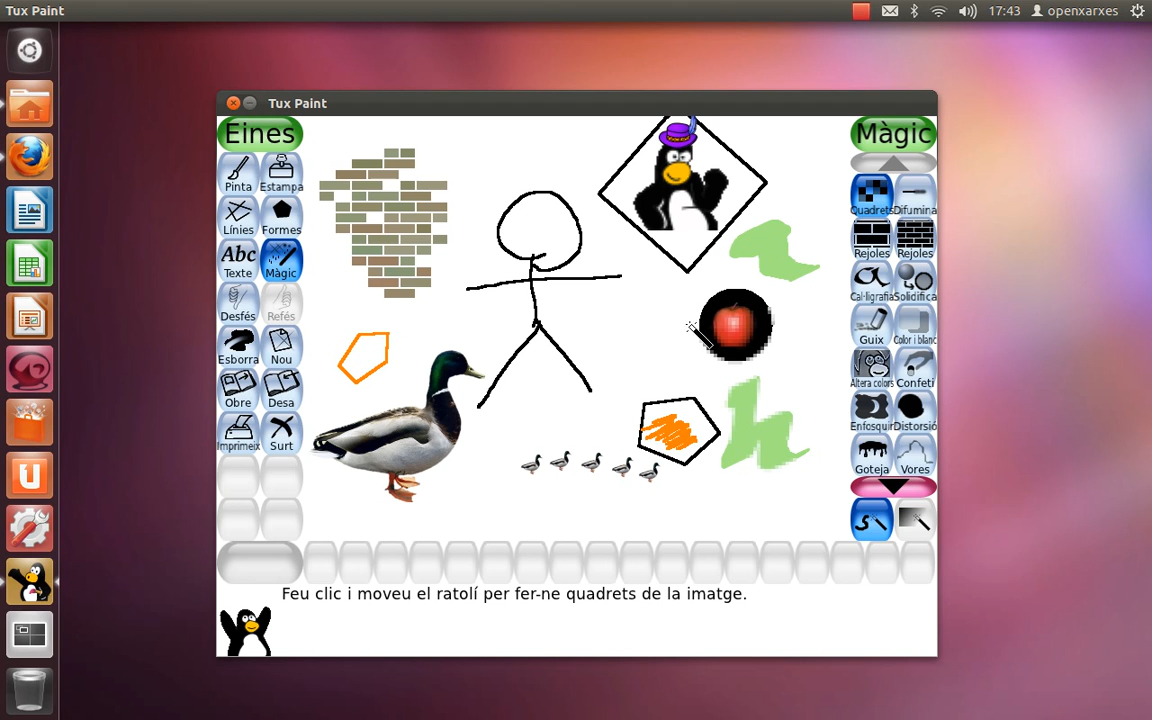 Tux Paint
17:43
openxarxes
Tux Paint
Eines
Màgic
Pinta
Estampa
Línies
Formes
Abc
Texte
Màgic
Desfés
Refés
Esborra
Nou
Obre
Desa
Imprimeix
Surt
Quadrets
Difumina
Rejoles
Rejoles
Cal·ligrafia
Solidifica
Guix
Color i blanc
Altera colors
Confeti
Enfosquir
Distorsió
Goteja
Vores
Feu clic i moveu el ratolí per fer-ne quadrets de la imatge.